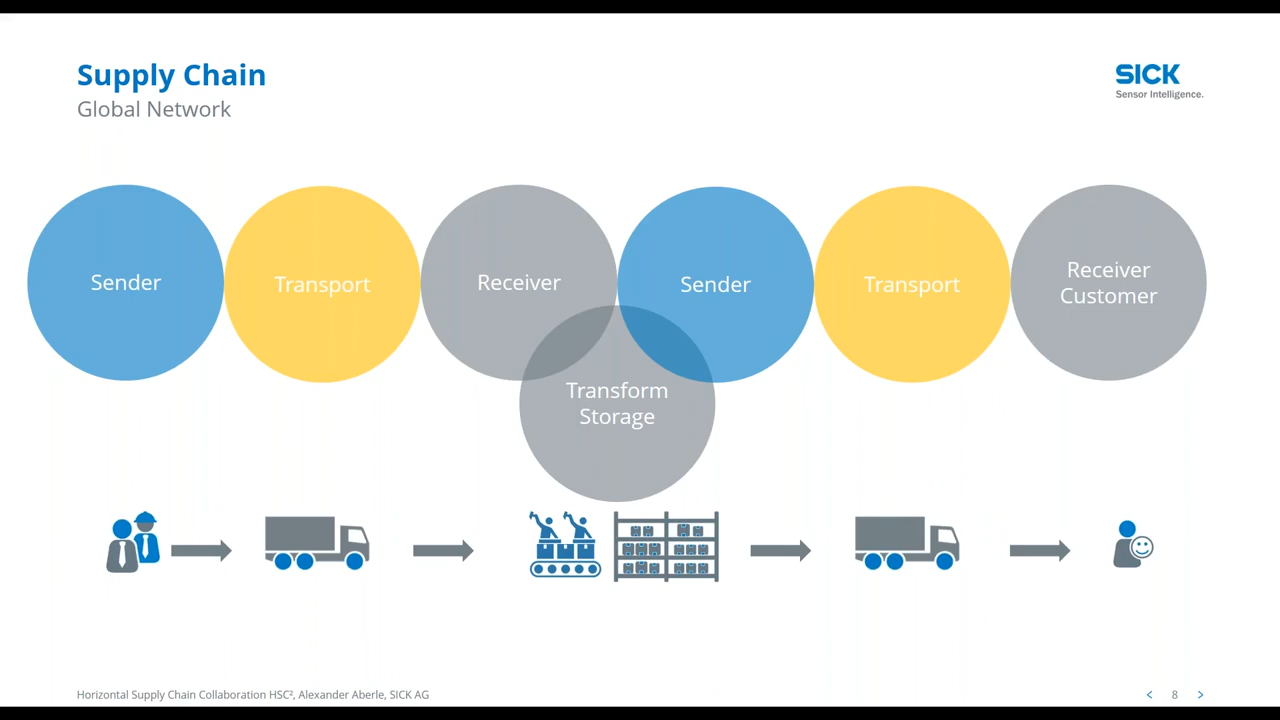 Supply Chain
Global Network
SICK
Sensor Intelligence.
Sender
Transport
Receiver
Sender
Transport
Receiver
Customer
Transform
Storage
Horizontal Supply Chain Collaboration HSC², Alexander Aberle, SICK AG
< 8 >